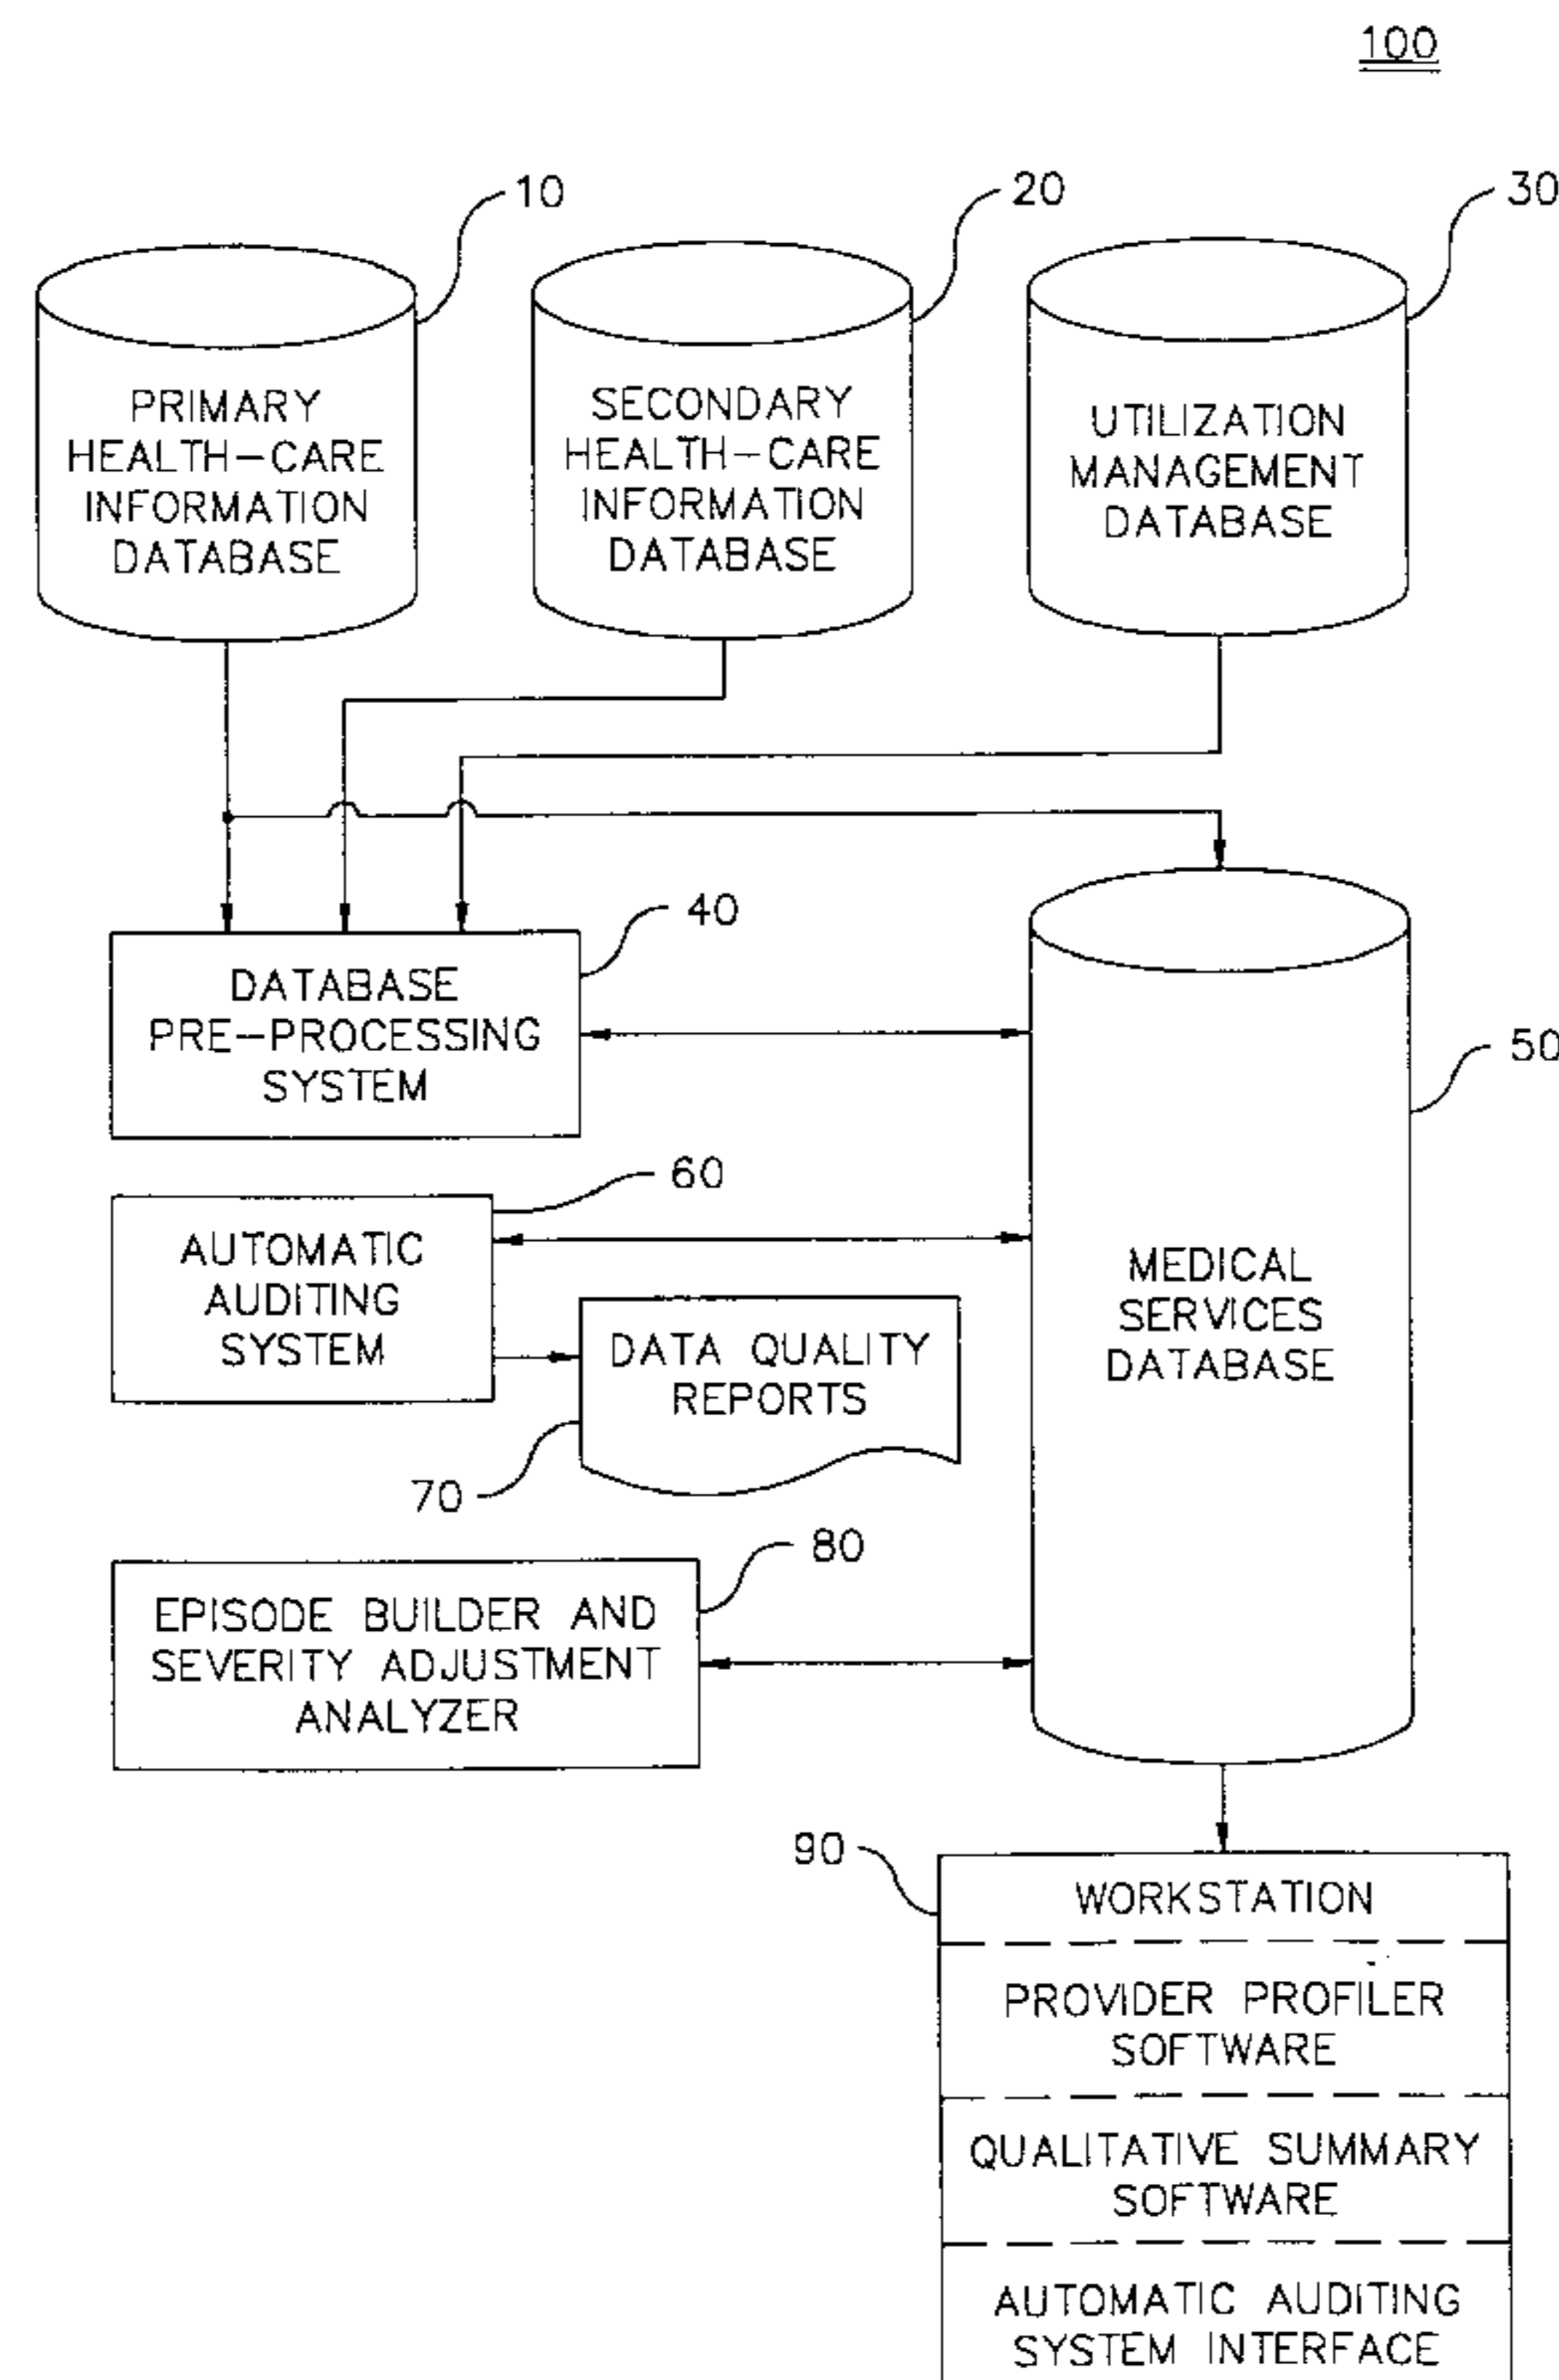 100
10
20
30
PRIMARY
HEALTH-CARE
INFORMATION
DATABASE
SECONDARY
HEALTH-CARE
INFORMATION
DATABASE
UTILIZATION
MANAGEMENT
DATABASE
40
DATABASE
PRE-PROCESSING
SYSTEM
50
60
AUTOMATIC
AUDITING
SYSTEM
MEDICAL
SERVICES
DATABASE
DATA QUALITY
REPORTS
70
80
EPISODE BUILDER AND
SEVERITY ADJUSTMENT
ANALYZER
90
WORKSTATION
PROVIDER PROFILER
SOFTWARE
QUALITATIVE SUMMARY
SOFTWARE
AUTOMATIC AUDITING
SYSTEM INTERFACE